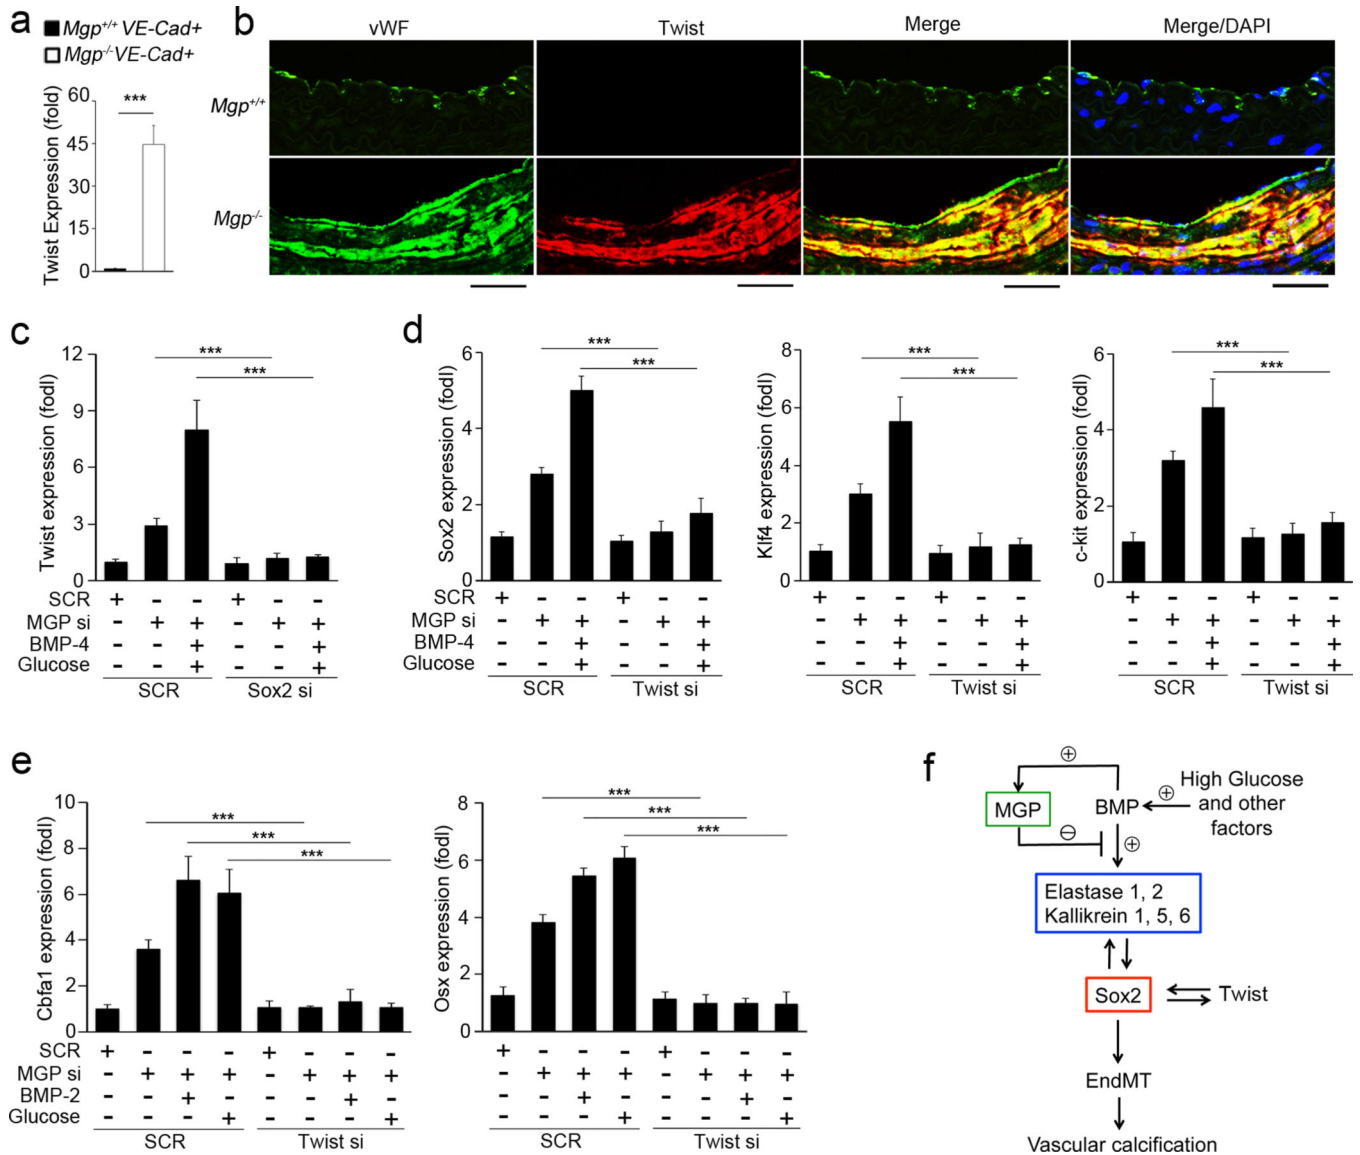 a
Mgp+/+ VE-Cad+
Mgp-/- VE-Cad+
***
Twist Expression (fold)
60
45
30
15
0
b
vWF Twist Merge Merge/DAPI
Mgp+/+
Mgp-/-
c
Twist expression (fodl)
12
9
6
3
0
***
***
SCR + - - + - -
MGP si - + + - + +
BMP-4 - - + - - +
Glucose - - + - - +
SCR Sox2 si
d
Sox2 expression (fodl)
6
4
2
0
***
***
SCR + - - + - -
MGP si - + + - + +
BMP-4 - - + - - +
Glucose - - + - - +
SCR Twist si
Klf4 expression (fodl)
8
6
4
2
0
***
***
+ - - + - -
- + + - + +
- - + - - +
- - + - - +
SCR Twist si
c-kit expression (fodl)
6
4
2
0
***
***
+ - - + - -
- + + - + +
- - + - - +
- - + - - +
SCR Twist si
e
Cbfa1 expression (fodl)
10
8
6
4
2
0
***
***
***
SCR + - - - + - - -
MGP si - + + + - + + +
BMP-2 - - + - - - + -
Glucose - - - + - - - +
SCR Twist si
Osx expression (fodl)
8
6
4
2
0
***
***
***
+ - - - + - - -
- + + + - + + +
- - + - - - + -
- - - + - - - +
SCR Twist si
f
+
MGP
BMP
+
High Glucose
and other
factors
−
+
Elastase 1, 2
Kallikrein 1, 5, 6
Sox2
Twist
EndMT
Vascular calcification